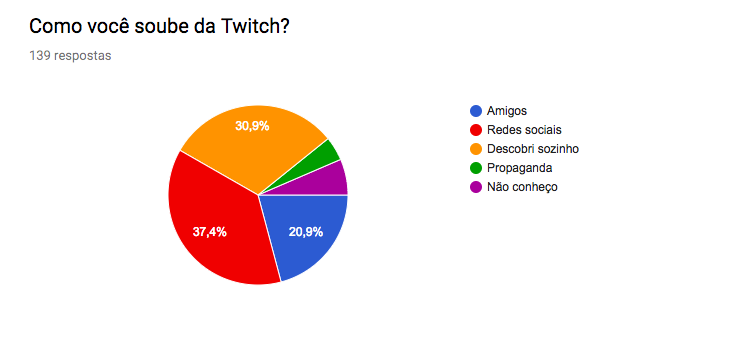 Como você soube da Twitch?
139 respostas
30,9%
37,4%
20,9%
Amigos
Redes sociais
Descobri sozinho
Propaganda
Não conheço